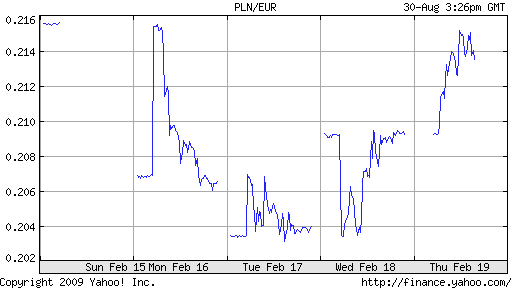 PLN/EUR 30-Aug 3:26pm GMT
0.216
0.214
0.212
0.210
0.208
0.206
0.204
0.202
Sun Feb 15 Mon Feb 16 Tue Feb 17 Wed Feb 18 Thu Feb 19
Copyright 2009 Yahoo! Inc. http://finance.yahoo.com/